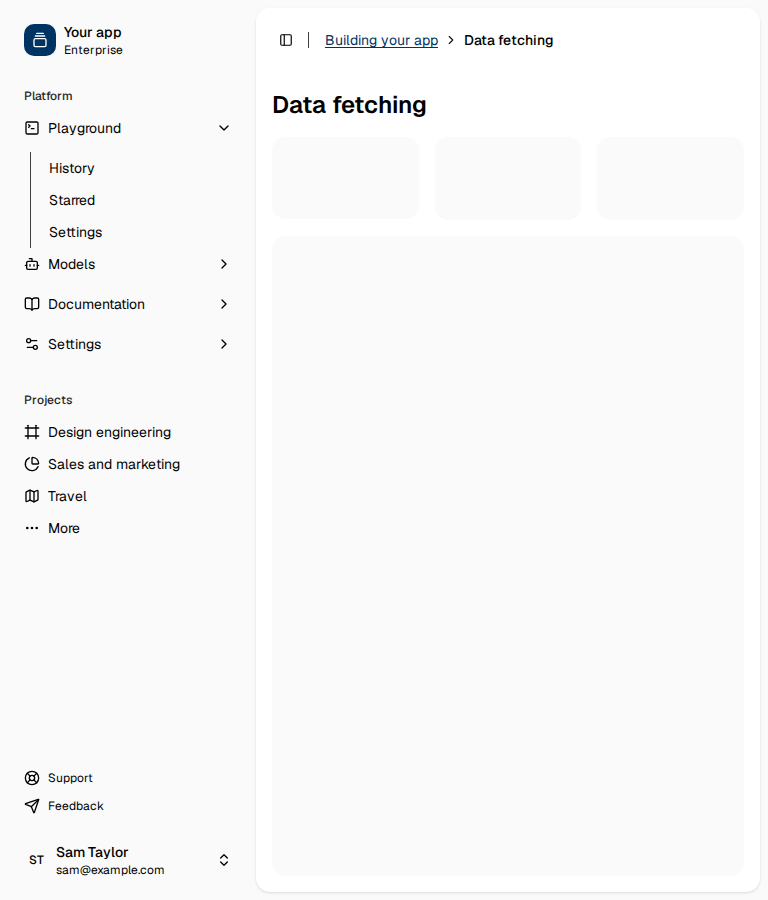 Your app
Enterprise
Platform
Playground
History
Starred
Settings
Models
Documentation
Settings
Projects
Design engineering
Sales and marketing
Travel
More
Support
Feedback
ST
Sam Taylor
sam@example.com
Building your app Data fetching
Data fetching